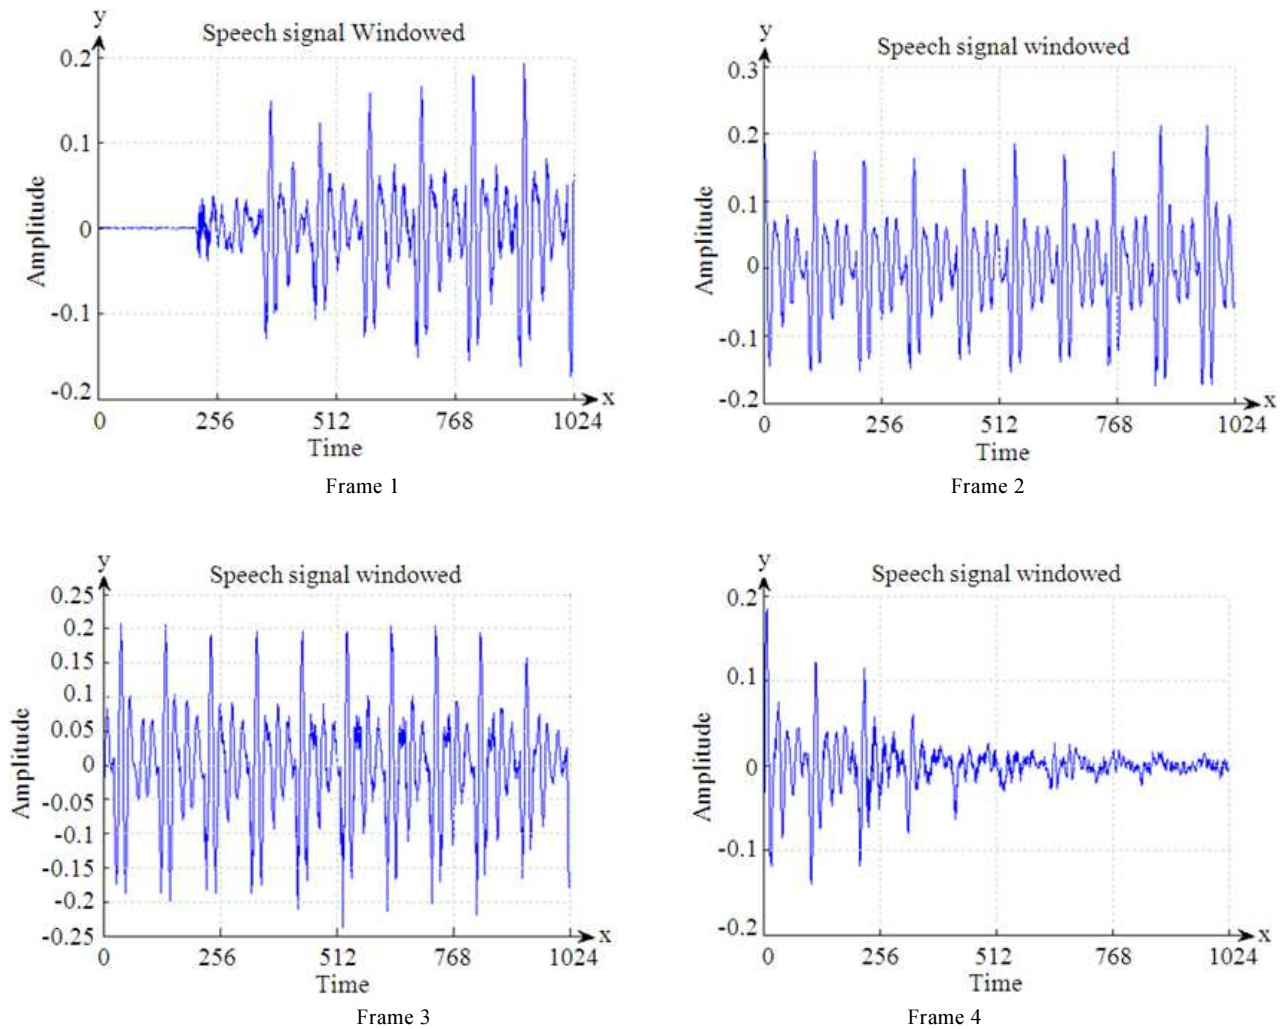 y
Speech signal Windowed
0.2
0.1
0
-0.1
-0.2
Amplitude
0 256 512 768 1024
x
Time
Frame 1
y
Speech signal windowed
0.3
0.2
0.1
0
-0.1
-0.2
Amplitude
0 256 512 768 1024
x
Time
Frame 2
y
Speech signal windowed
0.25
0.2
0.15
0.1
0.05
0
-0.05
-0.1
-0.15
-0.2
-0.25
Amplitude
0 256 512 768 1024
x
Time
Frame 3
y
Speech signal windowed
0.2
0.1
0
-0.1
-0.2
Amplitude
0 256 512 768 1024
x
Time
Frame 4